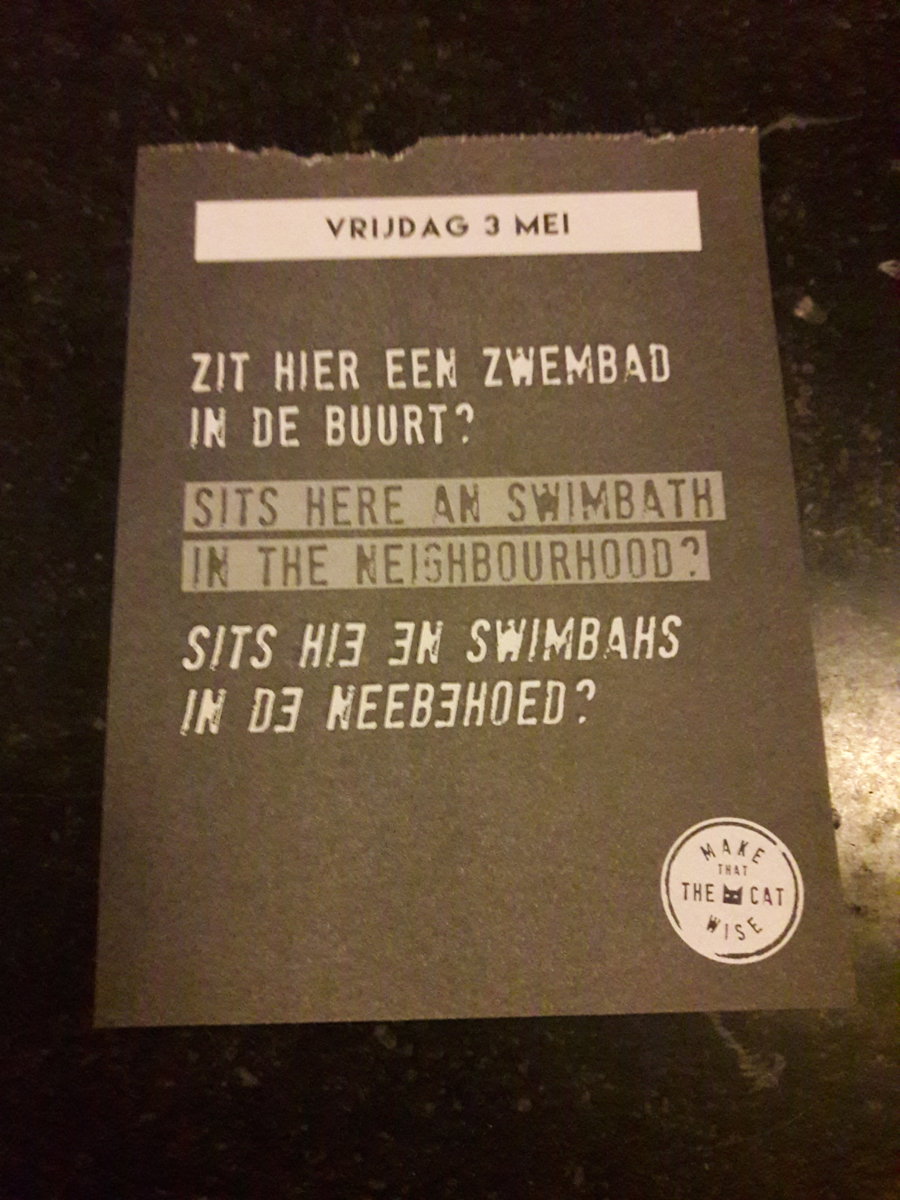 VRIJDAG 3 MEI
ZIT HIER EEN ZWEMBAD
IN DE BUURT?
SITS HERE AN SWIMBATH
IN THE NEIGHBOURHOOD?
SITS HIƎ ƎN SWIMBAHS
IN DƎ NEEBƎHOED?
MAKE
THAT
THE CAT
WISE